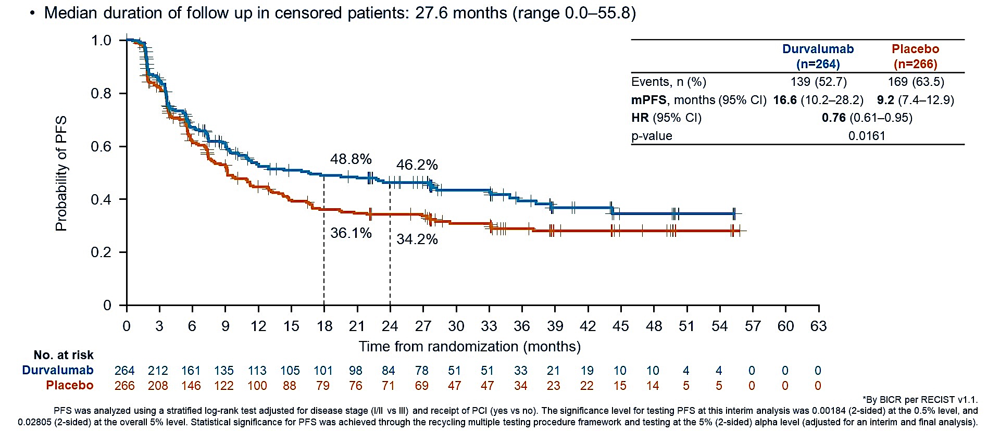 • Median duration of follow up in censored patients: 27.6 months (range 0.0–55.8)
Durvalumab Placebo
(n=264) (n=266)
Events, n (%) 139 (52.7) 169 (63.5)
mPFS, months (95% CI) 16.6 (10.2–28.2) 9.2 (7.4–12.9)
HR (95% CI) 0.76 (0.61–0.95)
p-value 0.0161
Probability of PFS
1.0
0.8
0.6
0.4
0.2
0
48.8% 46.2%
36.1% 34.2%
0 3 6 9 12 15 18 21 24 27 30 33 36 39 42 45 48 51 54 57 60 63
Time from randomization (months)
No. at risk
Durvalumab 264 212 161 135 113 105 101 98 84 78 51 51 33 21 19 10 10 4 4 0 0 0
Placebo 266 208 146 122 100 88 79 76 71 69 47 47 34 23 22 15 14 5 5 0 0 0
*By BICR per RECIST v1.1.
PFS was analyzed using a stratified log-rank test adjusted for disease stage (I/II vs III) and receipt of PCI (yes vs no). The significance level for testing PFS at this interim analysis was 0.00184 (2-sided) at the 0.5% level, and
0.02805 (2-sided) at the overall 5% level. Statistical significance for PFS was achieved through the recycling multiple testing procedure framework and testing at the 5% (2-sided) alpha level (adjusted for an interim and final analysis).